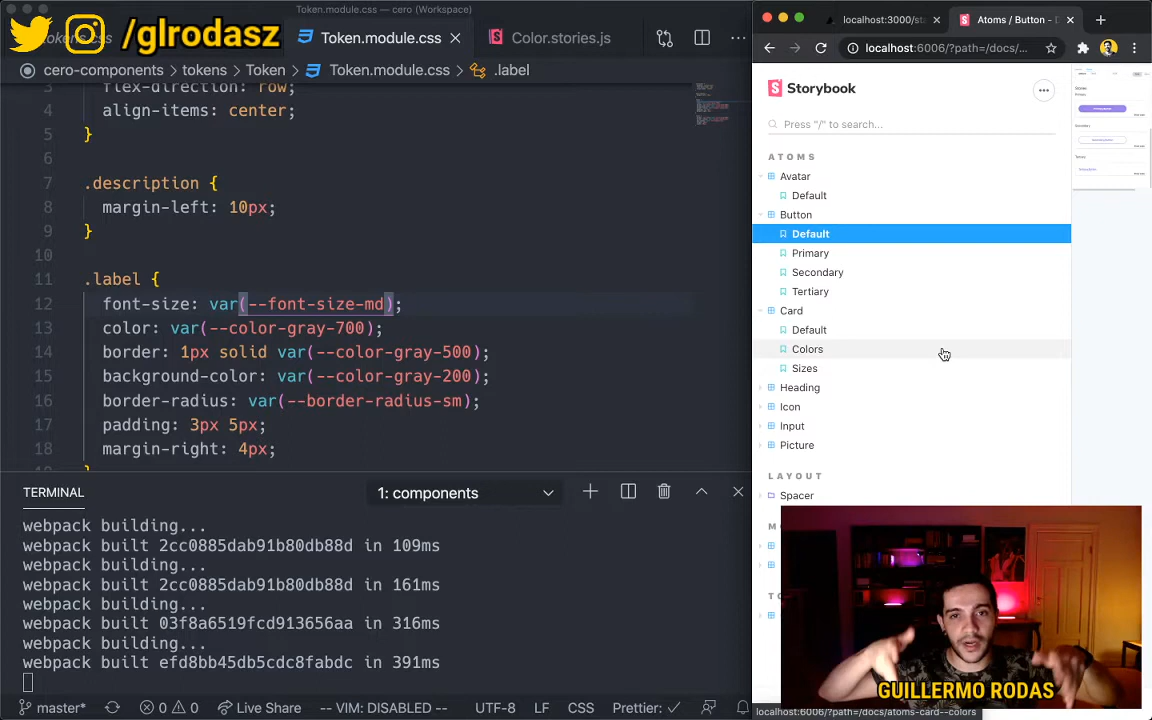 Token.module.css — cero (Workspace)
/glrodasz
tokens.css
Token.module.css
Color.stories.js
cero-components > tokens > Token > Token.module.css > .label
3 flex-direction: row;
4 align-items: center;
5 }
6
7 .description {
8 margin-left: 10px;
9 }
10
11 .label {
12 font-size: var(--font-size-md);
13 color: var(--color-gray-700);
14 border: 1px solid var(--color-gray-500);
15 background-color: var(--color-gray-200);
16 border-radius: var(--border-radius-sm);
17 padding: 3px 5px;
18 margin-right: 4px;
}
TERMINAL
1: components
webpack building...
webpack built 2cc0885dab91b80db88d in 109ms
webpack building...
webpack built 2cc0885dab91b80db88d in 161ms
webpack building...
webpack built 03f8a6519fcd913656aa in 316ms
webpack building...
webpack built efd8bb45db5cdc8fabdc in 391ms
master* 0 0 Live Share -- VIM: DISABLED -- UTF-8 LF CSS Prettier: ✓
localhost:3000/sta
Atoms / Button - D
localhost:6006/?path=/docs/...
Storybook
Press "/" to search...
ATOMS
Avatar
Default
Button
Default
Primary
Secondary
Tertiary
Card
Default
Colors
Sizes
Heading
Icon
Input
Picture
LAYOUT
Spacer
GUILLERMO RODAS
localhost:6006/?path=/docs/atoms-card--colors